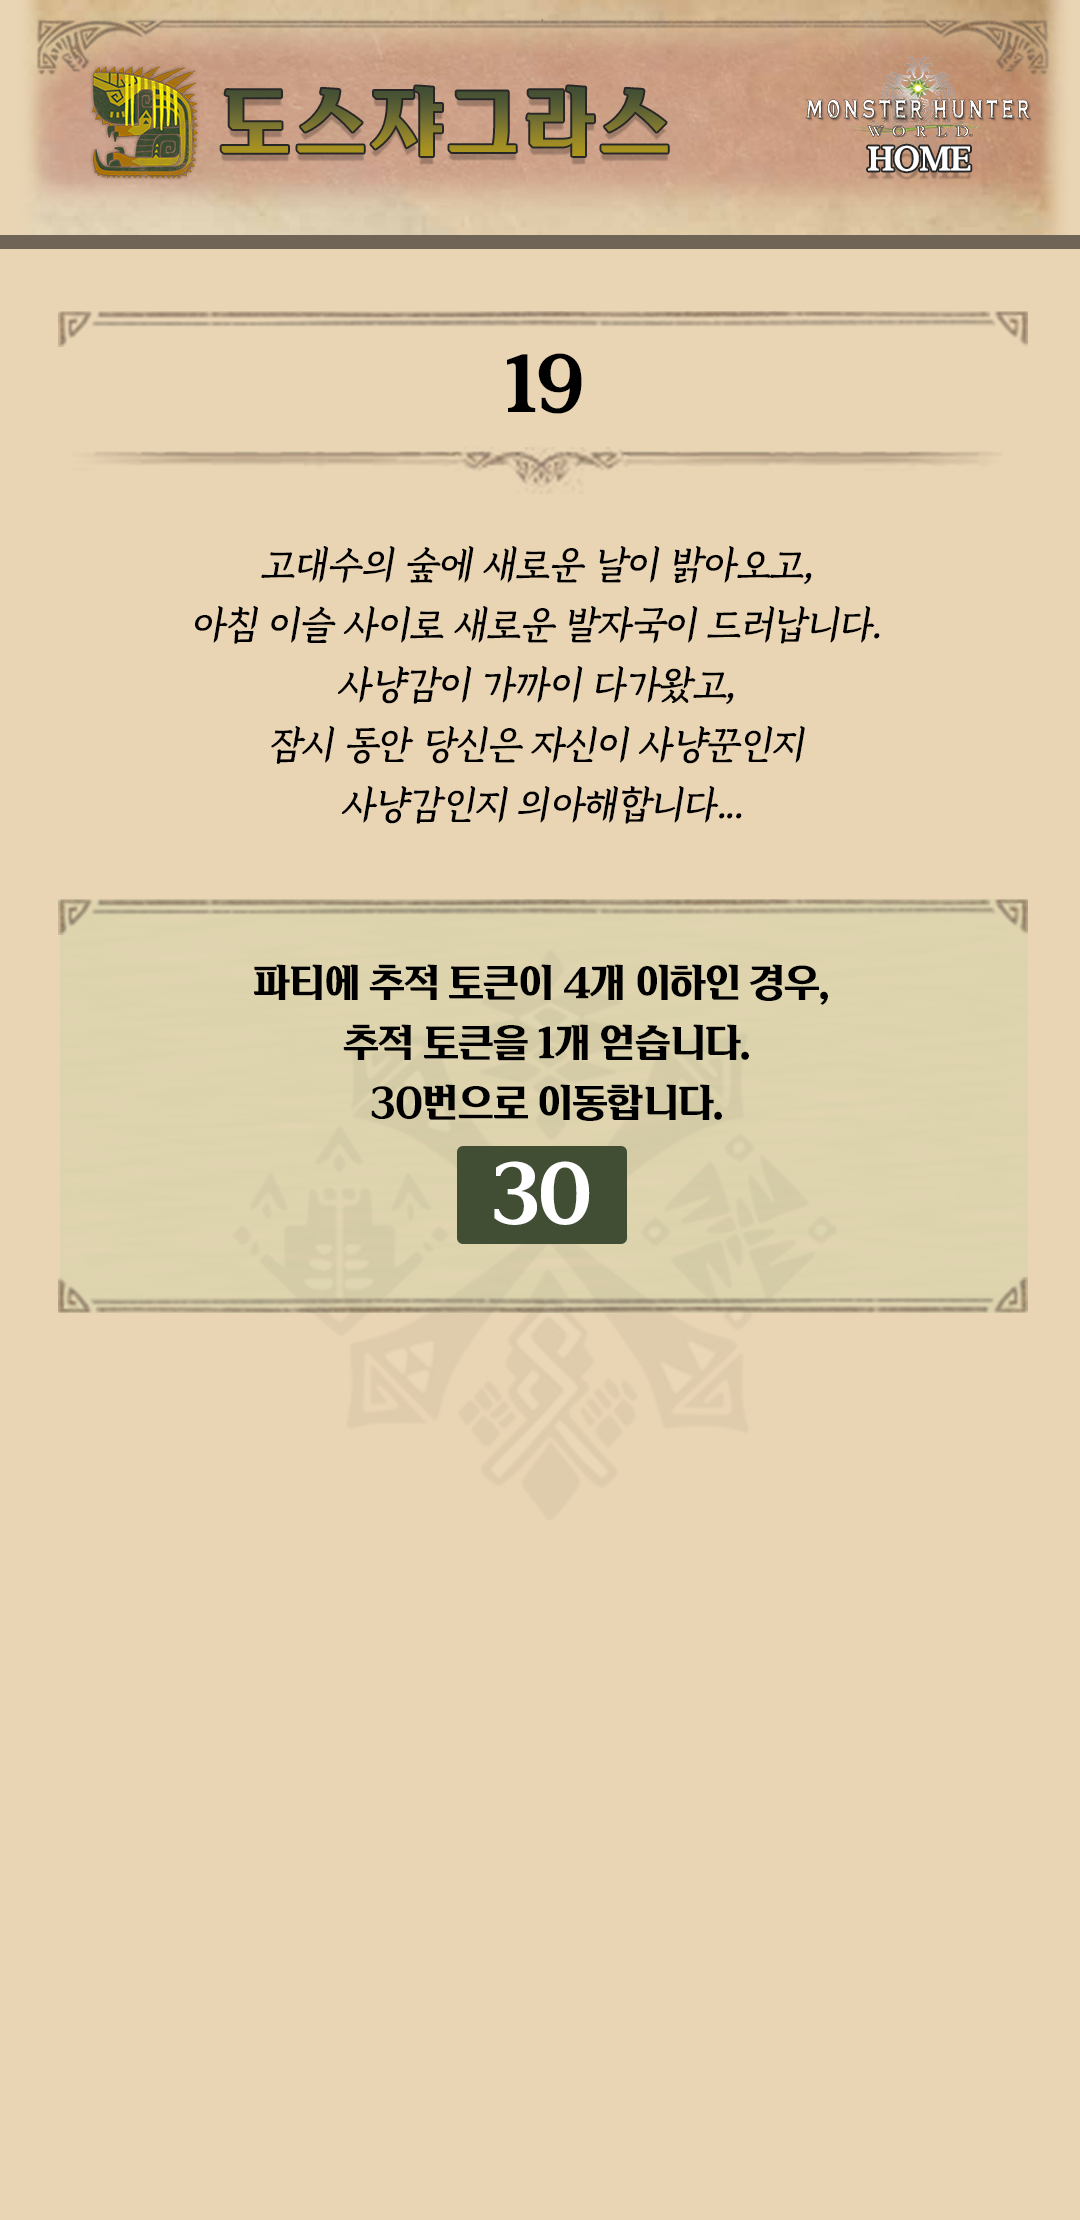 도스쟈그라스
MONSTER HUNTER
WORLD
HOME
19
고대수의 숲에 새로운 날이 밝아오고,
아침 이슬 사이로 새로운 발자국이 드러납니다.
사냥감이 가까이 다가왔고,
잠시 동안 당신은 자신이 사냥꾼인지
사냥감인지 의아해합니다...
파티에 추적 토큰이 4개 이하인 경우,
추적 토큰을 1개 얻습니다.
30번으로 이동합니다.
30